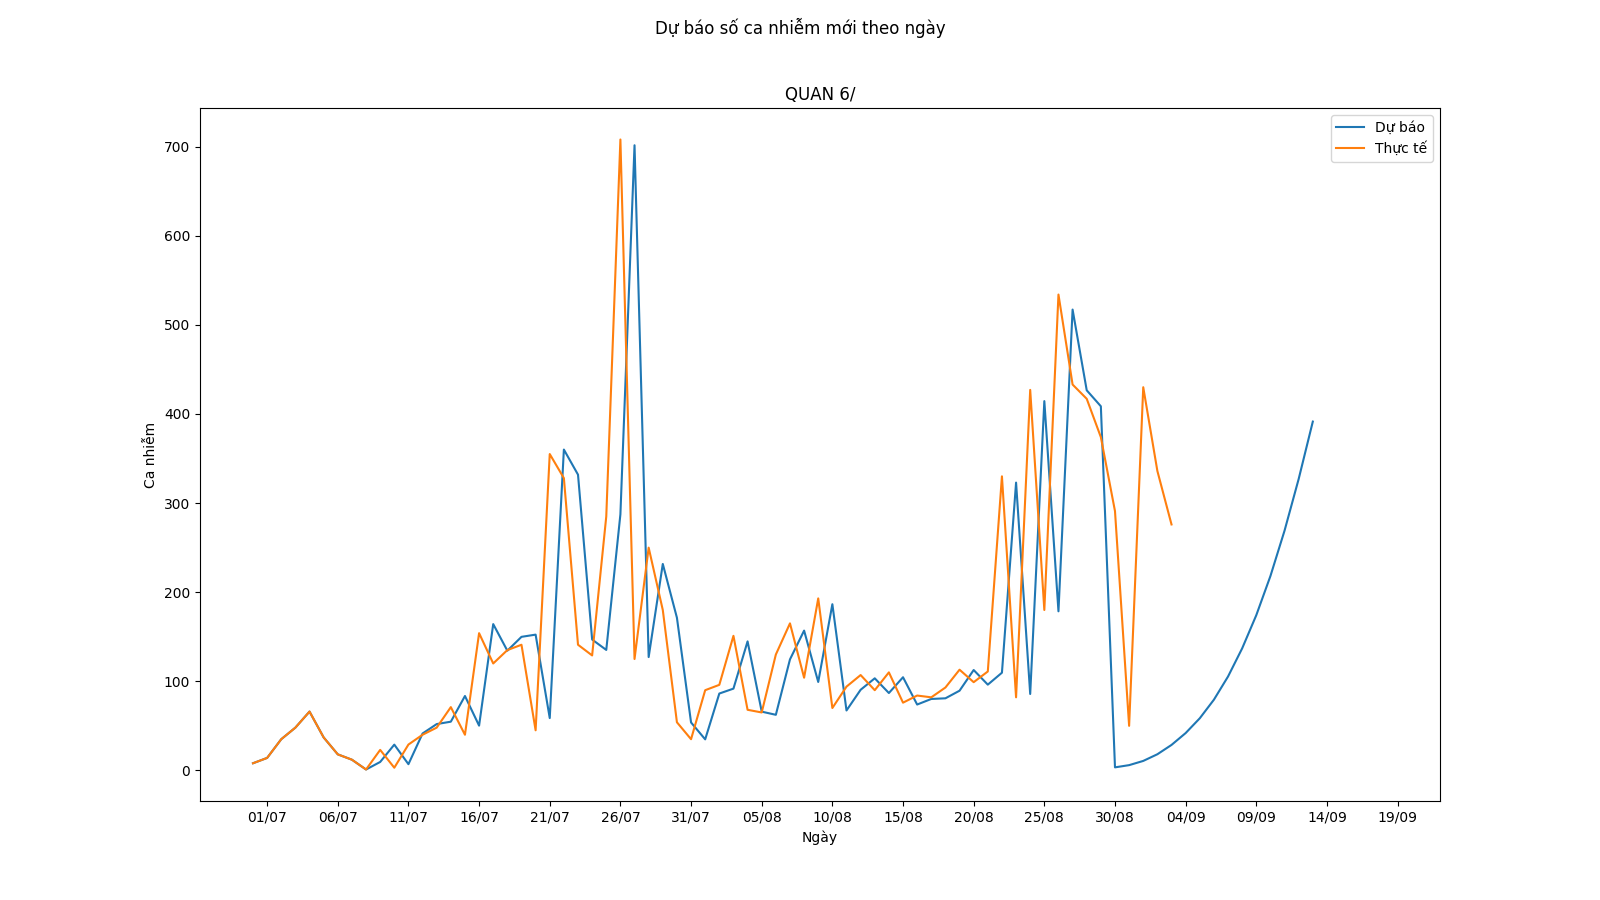 Dự báo số ca nhiễm mới theo ngày
QUAN 6/
Dự báo
Thực tế
700
600
500
400
300
200
100
0
Ca nhiễm
01/07 06/07 11/07 16/07 21/07 26/07 31/07 05/08 10/08 15/08 20/08 25/08 30/08 04/09 09/09 14/09 19/09
Ngày